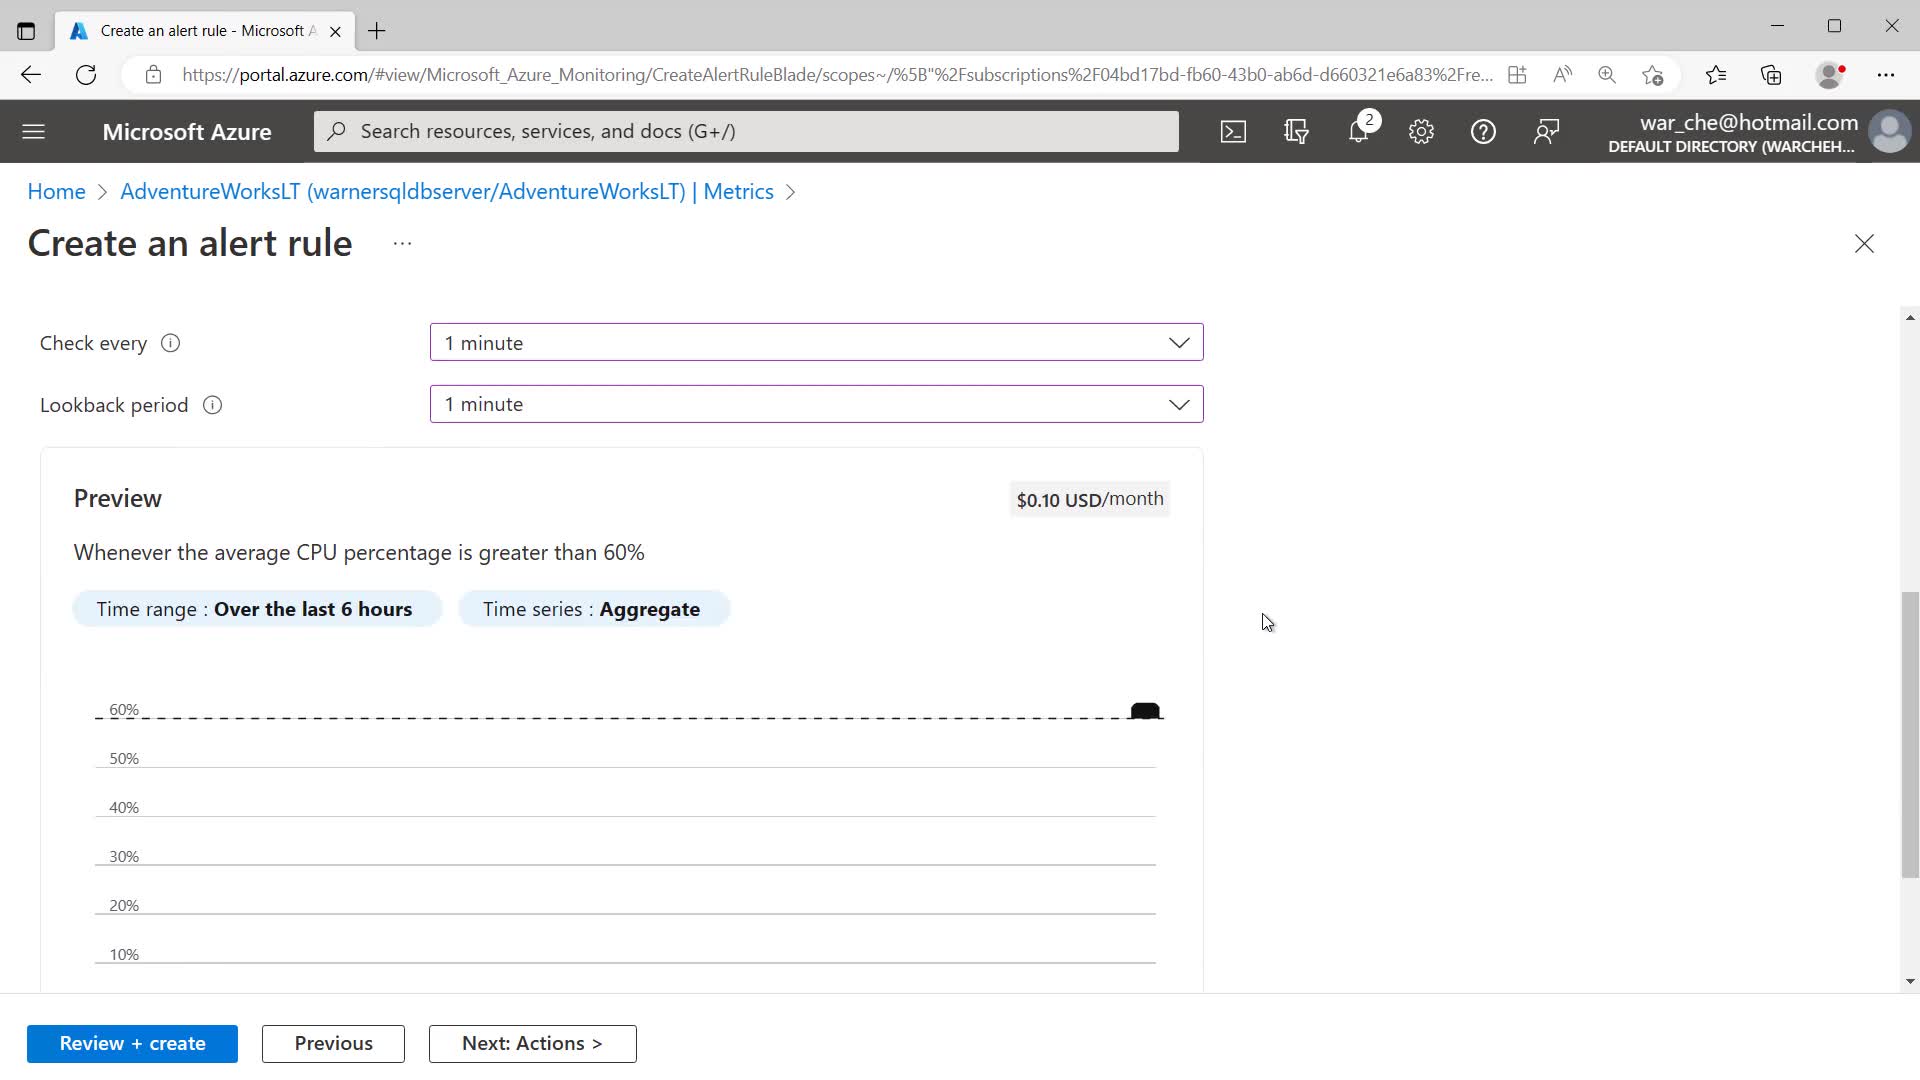 Create an alert rule - Microsoft A
https://portal.azure.com/#view/Microsoft_Azure_Monitoring/CreateAlertRuleBlade/scopes~/%5B"%2Fsubscriptions%2F04bd17bd-fb60-43b0-ab6d-d660321e6a83%2Fre...
Microsoft Azure
Search resources, services, and docs (G+/)
2
war_che@hotmail.com
DEFAULT DIRECTORY (WARCHEH...
Home > AdventureWorksLT (warnersqldbserver/AdventureWorksLT) | Metrics >
Create an alert rule ...
Check every
1 minute
Lookback period
1 minute
Preview
$0.10 USD/month
Whenever the average CPU percentage is greater than 60%
Time range : Over the last 6 hours
Time series : Aggregate
60%
50%
40%
30%
20%
10%
Review + create
Previous
Next: Actions >